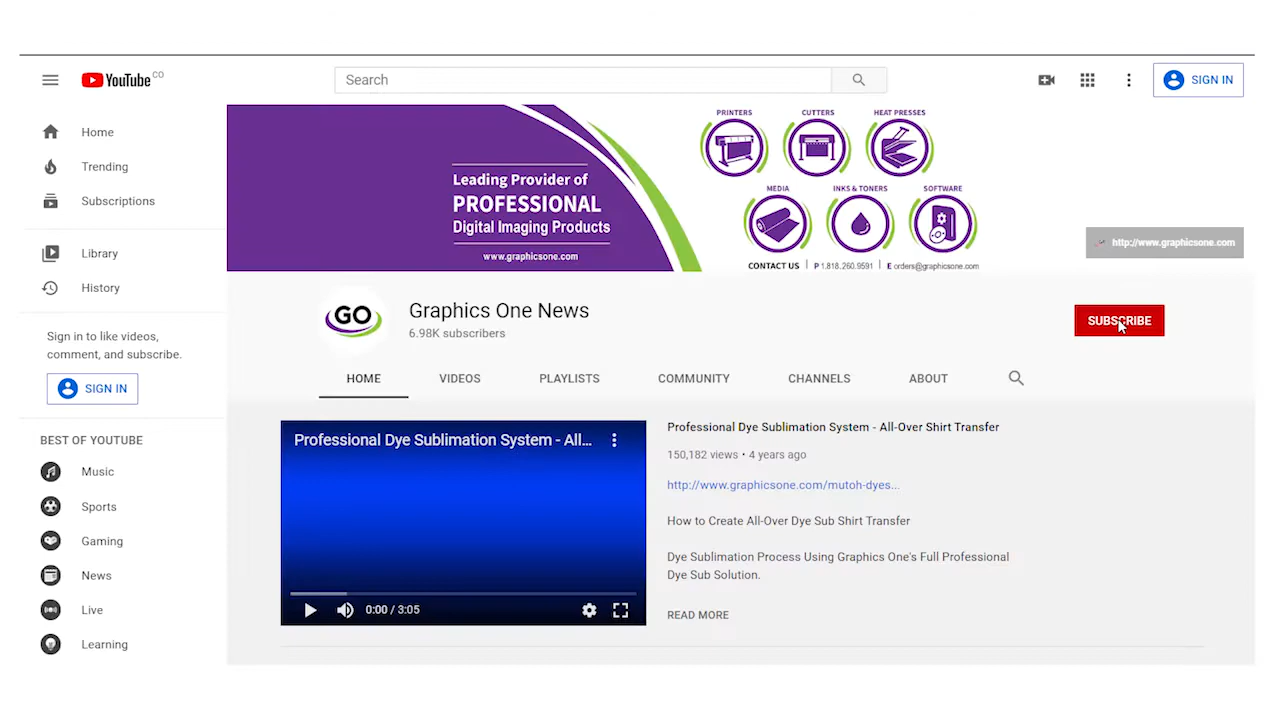 YouTube CO
Search
SIGN IN
Home
Trending
Subscriptions
Library
History
Sign in to like videos,
comment, and subscribe.
SIGN IN
BEST OF YOUTUBE
Music
Sports
Gaming
News
Live
Learning
Leading Provider of
PROFESSIONAL
Digital Imaging Products
www.graphicsone.com
PRINTERS CUTTERS HEAT PRESSES
MEDIA INKS & TONERS SOFTWARE
CONTACT US | P 1.818.260.9591 | E orders@graphicsone.com
http://www.graphicsone.com
GO
Graphics One News
6.98K subscribers
SUBSCRIBE
HOME VIDEOS PLAYLISTS COMMUNITY CHANNELS ABOUT
Professional Dye Sublimation System - All...
0:00 / 3:05
Professional Dye Sublimation System - All-Over Shirt Transfer
150,182 views • 4 years ago
http://www.graphicsone.com/mutoh-dyes...
How to Create All-Over Dye Sub Shirt Transfer
Dye Sublimation Process Using Graphics One's Full Professional
Dye Sub Solution.
READ MORE